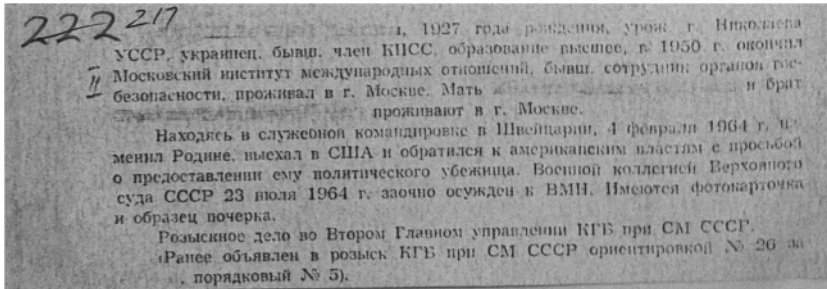 222 217
1927 года рождения, урож. г. Николаева
УССР, украинец, бывш. член КПСС, образование высшее, в 1950 г. окончил
Московский институт международных отношений, бывш. сотрудник органов гос-
безопасности, проживал в г. Москве. Мать и брат
проживают в г. Москве.
Находясь в служебной командировке в Швейцарии, 4 февраля 1964 г. из-
менил Родине, выехал в США и обратился к американским властям с просьбой
о предоставлении ему политического убежища. Военной коллегией Верховного
суда СССР 23 июля 1964 г. заочно осужден к ВМН. Имеются фотокарточка
и образец почерка.
Розыскное дело во Втором Главном управлении КГБ при СМ СССР.
(Ранее объявлен в розыск КГБ при СМ СССР ориентировкой № 26 за
, порядковый № 5).